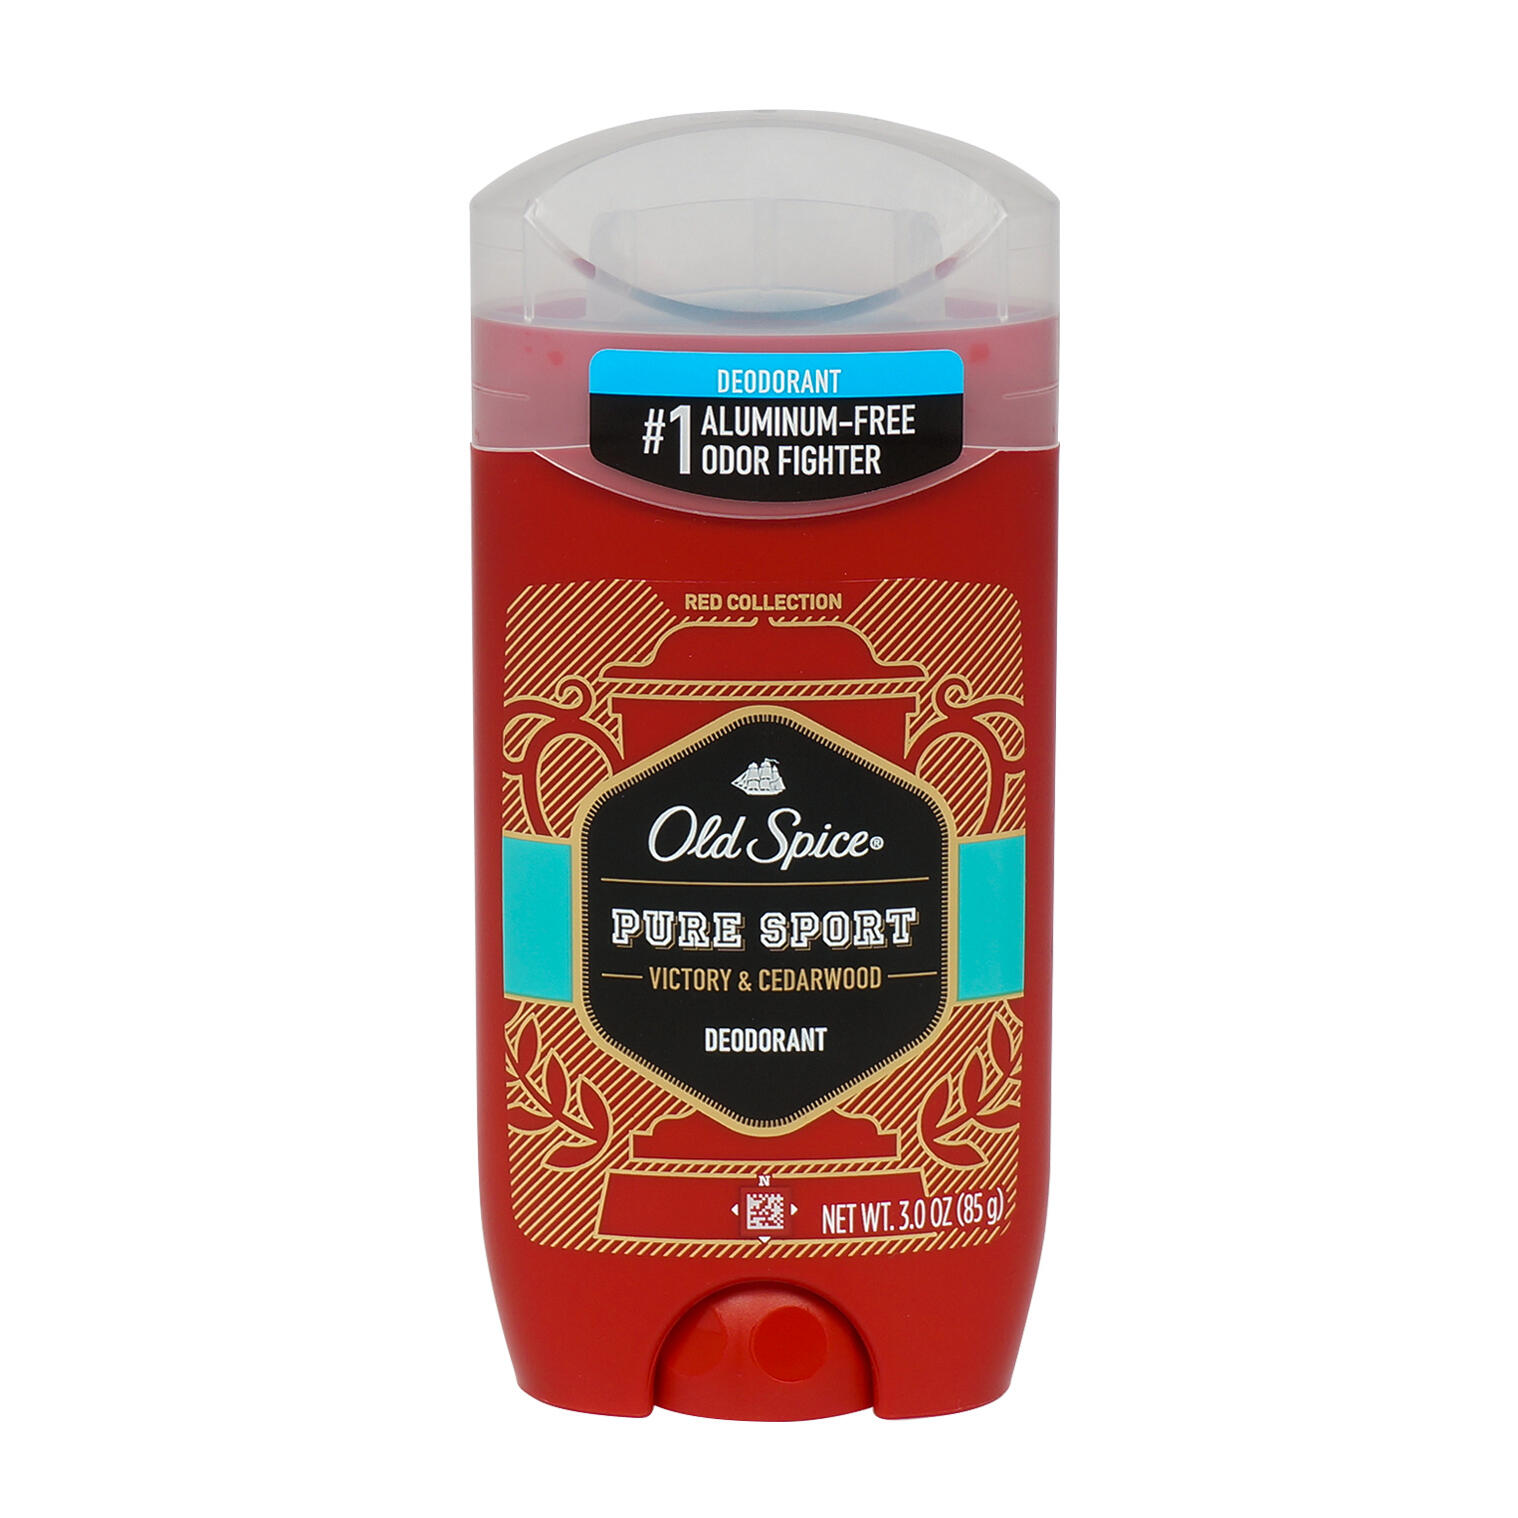 DEODORANT
#1 ALUMINUM-FREE
ODOR FIGHTER
RED COLLECTION
Old Spice®
PURE SPORT
VICTORY & CEDARWOOD
DEODORANT
N
NET WT. 3.0 OZ (85 g)